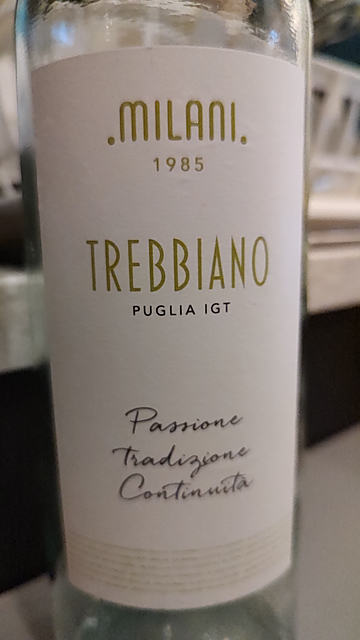 .MILANI.
1985
TREBBIANO
PUGLIA IGT
Passione
Tradizione
Continuità